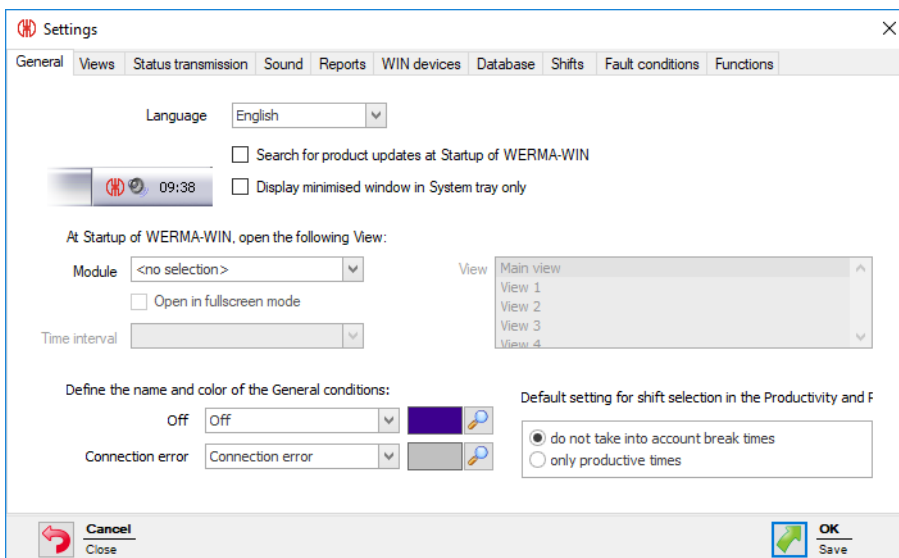 Settings
General Views Status transmission Sound Reports WIN devices Database Shifts Fault conditions Functions
Language English
Search for product updates at Startup of WERMA-WIN
09:38 Display minimised window in System tray only
At Startup of WERMA-WIN, open the following View:
Module <no selection> View Main view
View 1
Open in fullscreen mode View 2
View 3
Time interval View 4
Define the name and color of the General conditions:
Default setting for shift selection in the Productivity and
Off Off
do not take into account break times
Connection error Connection error only productive times
Cancel OK
Close Save